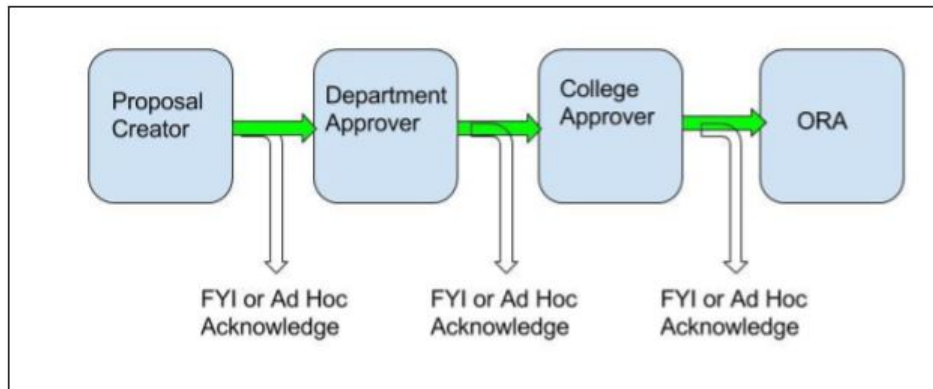 Proposal
Creator
Department
Approver
College
Approver
ORA
FYI or Ad Hoc
Acknowledge
FYI or Ad Hoc
Acknowledge
FYI or Ad Hoc
Acknowledge